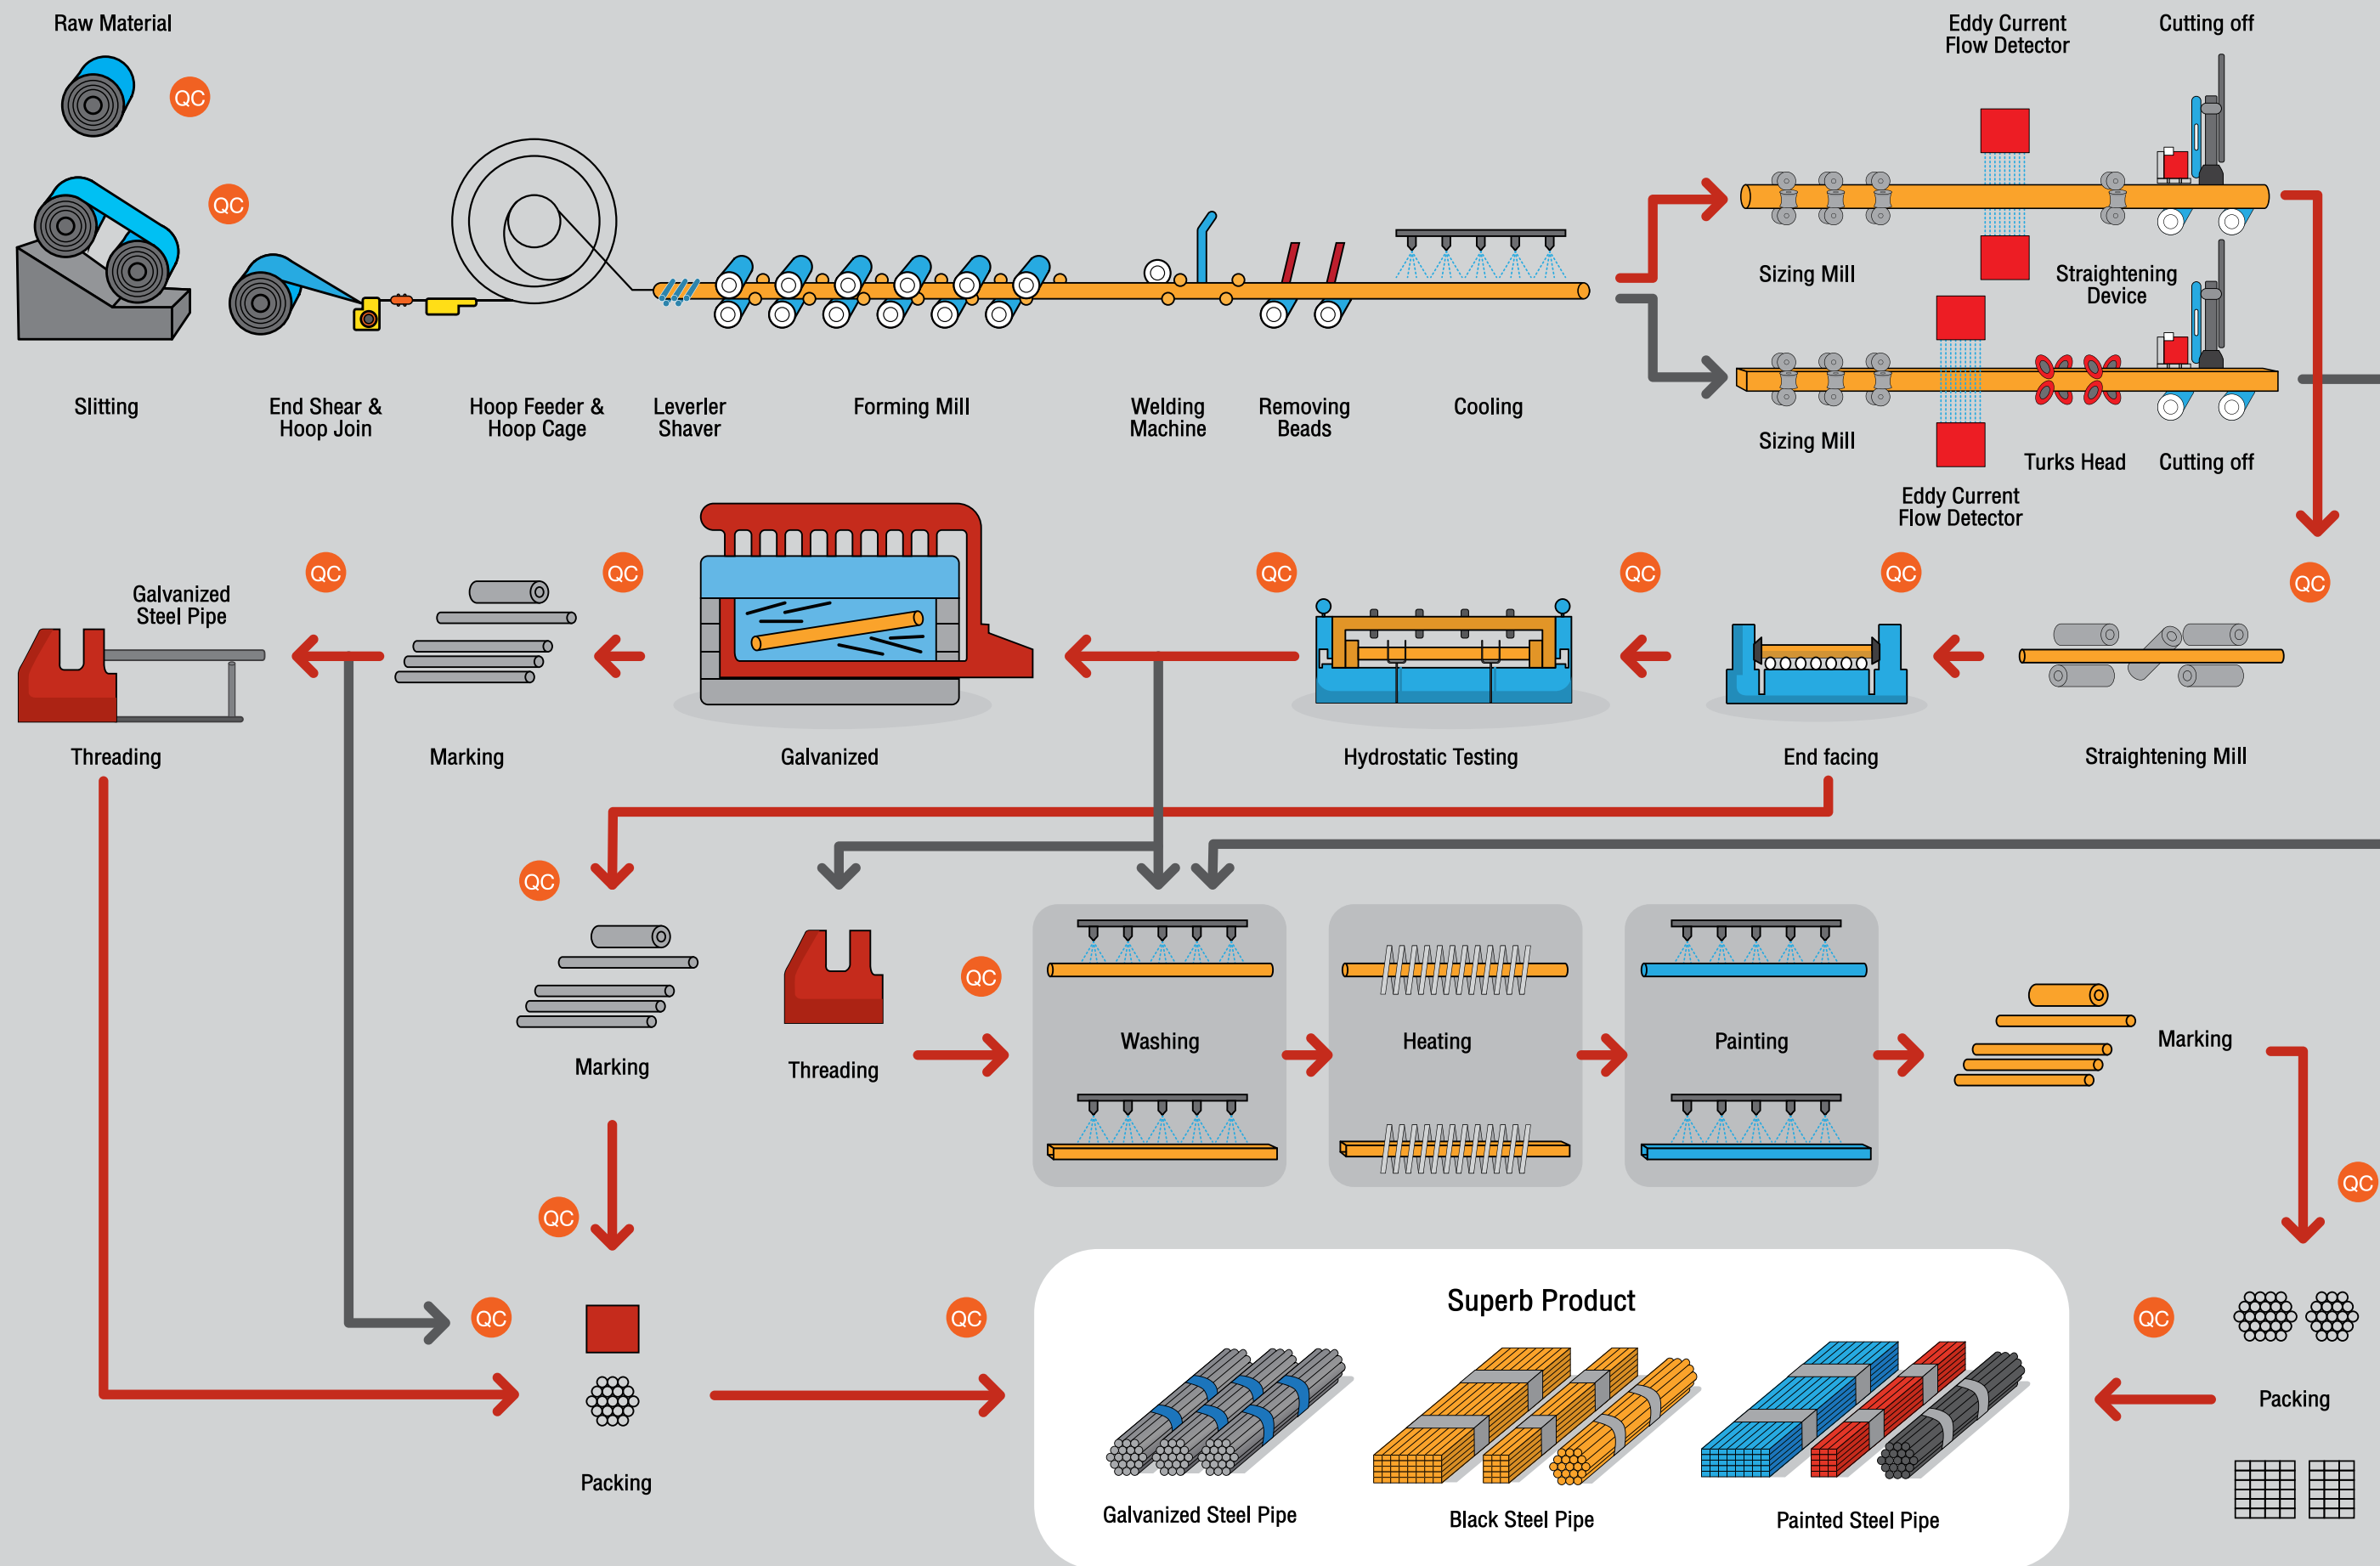 Raw Material
QC
QC
Slitting
End Shear &
Hoop Join
Hoop Feeder &
Hoop Cage
Leverler
Shaver
Forming Mill
Welding
Machine
Removing
Beads
Cooling
Eddy Current
Flow Detector
Cutting off
Sizing Mill
Straightening
Device
Sizing Mill
Turks Head
Cutting off
Eddy Current
Flow Detector
QC
QC
QC
QC
QC
QC
Galvanized
Steel Pipe
Threading
Marking
Galvanized
Hydrostatic Testing
End facing
Straightening Mill
QC
Marking
Threading
QC
Washing
Heating
Painting
Marking
QC
QC
QC
QC
QC
Packing
Packing
Superb Product
Galvanized Steel Pipe
Black Steel Pipe
Painted Steel Pipe